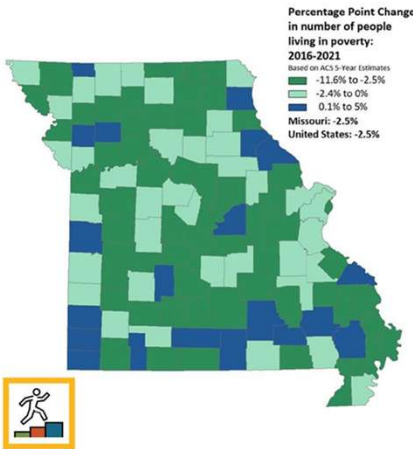 Percentage Point Change
in number of people
living in poverty:
2016-2021
Based on ACS 5-Year Estimates
-11.6% to -2.5%
-2.4% to 0%
0.1% to 5%
Missouri: -2.5%
United States: -2.5%